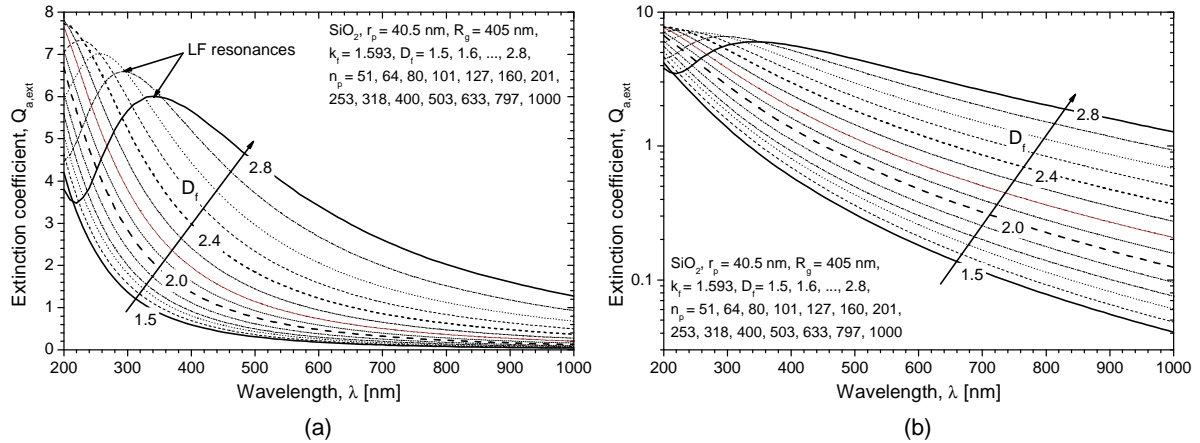 8
7
6
5
4
3
2
1
0
Extinction coefficient, Q_a,ext
LF resonances
SiO₂, r_p = 40.5 nm, R_g = 405 nm,
k_f = 1.593, D_f = 1.5, 1.6, ..., 2.8,
n_p = 51, 64, 80, 101, 127, 160, 201,
253, 318, 400, 503, 633, 797, 1000
2.8
D_f
2.4
2.0
1.5
200 300 400 500 600 700 800 900 1000
Wavelength, λ [nm]
(a)
10
1
0.1
Extinction coefficient, Q_a,ext
2.8
D_f
2.4
2.0
1.5
SiO₂, r_p = 40.5 nm, R_g = 405 nm,
k_f = 1.593, D_f = 1.5, 1.6, ..., 2.8,
n_p = 51, 64, 80, 101, 127, 160, 201,
253, 318, 400, 503, 633, 797, 1000
200 300 400 500 600 700 800 900 1000
Wavelength, λ [nm]
(b)